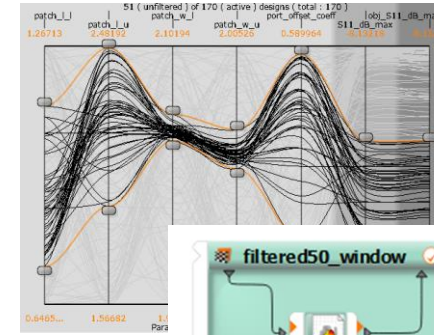 51 ( unfiltered ) of 170 ( active ) designs ( total : 170 )
patch_l_l patch_w_l port_offset_coeff obj_S11_dB_ma
patch_l_u patch_w_u S11_dB_max
1.26713 2.48192 2.10194 2.00526 0.589964
0.6465... 1.56682
Para
filtered50_window